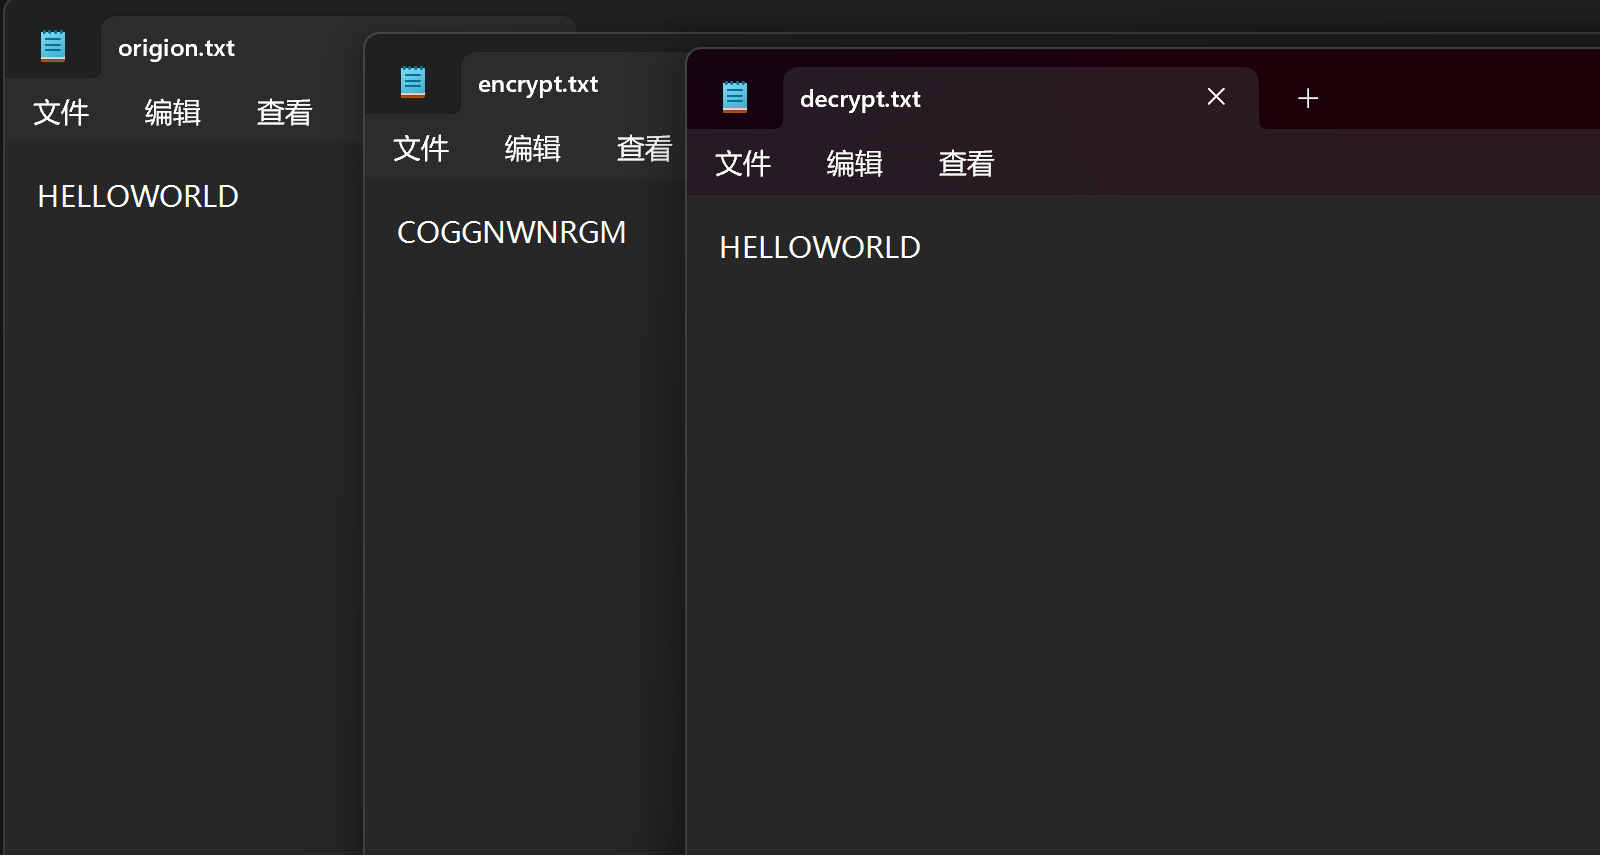 origion.txt
文件 编辑 查看
HELLOWORLD
encrypt.txt
文件 编辑 查看
COGGNWNRGM
decrypt.txt
文件 编辑 查看
HELLOWORLD